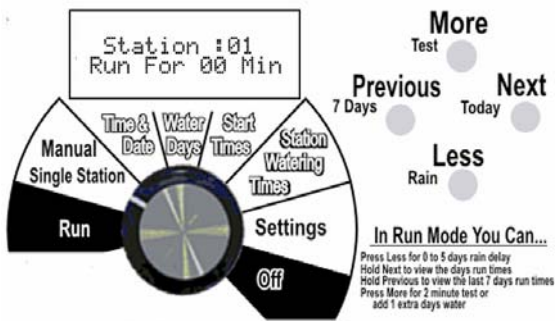 Station :01
Run For 00 Min
More
Test
Previous
7 Days
Next
Today
Less
Rain
Time &
Date
Water
Days
Start
Times
Station
Watering
Times
Manual
Single Station
Run
Settings
Off
In Run Mode You Can...
Press Less for 0 to 5 days rain delay
Hold Next to view the days run times
Hold Previous to view the last 7 days run times
Press More for 2 minute test or
add 1 extra days water